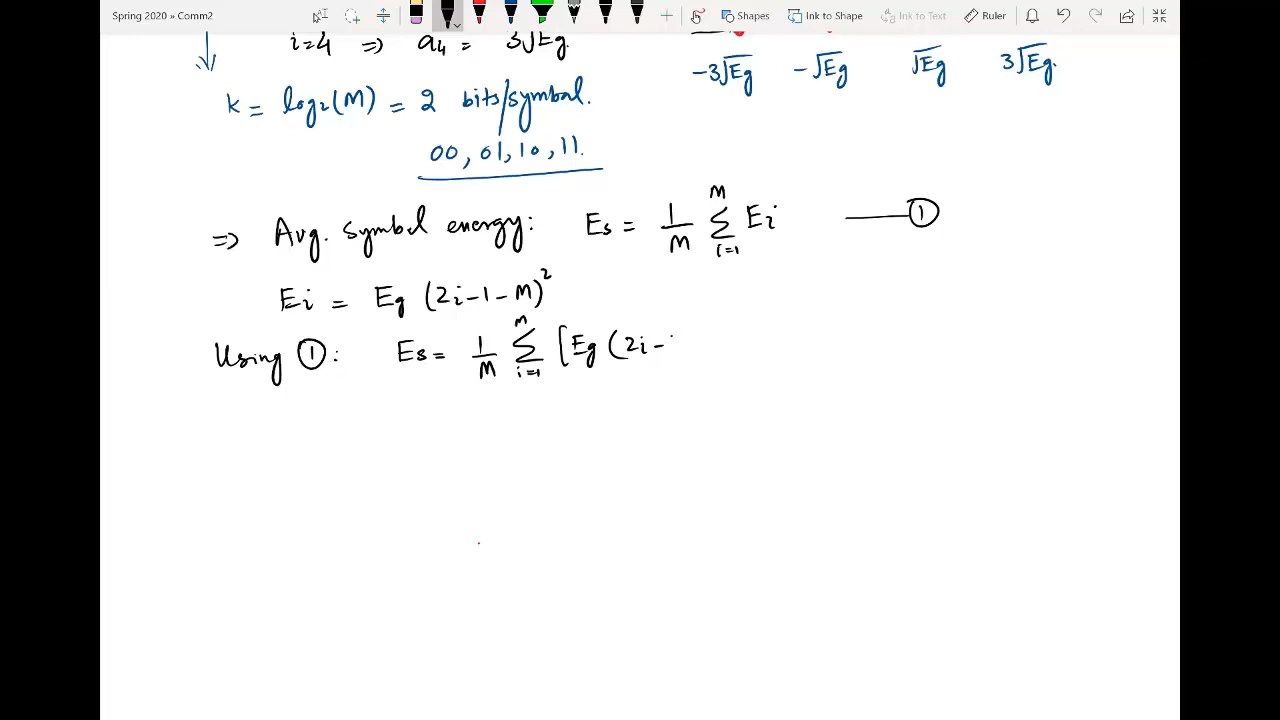 Spring 2020 » Comm2
Shapes Ink to Shape Ink to Text Ruler
i=4 => a4 = 3√Eg.
-3√Eg -√Eg √Eg 3√Eg.
K = log2(M) = 2 bits/symbol.
00, 01, 10, 11.
=> Avg. symbol energy: Es = 1/M ∑ᴹᵢ₌₁ Ei —— ①
Ei = Eg (2i-1-M)²
Using ①: Es = 1/M ∑ᴹᵢ₌₁ [Eg (2i-